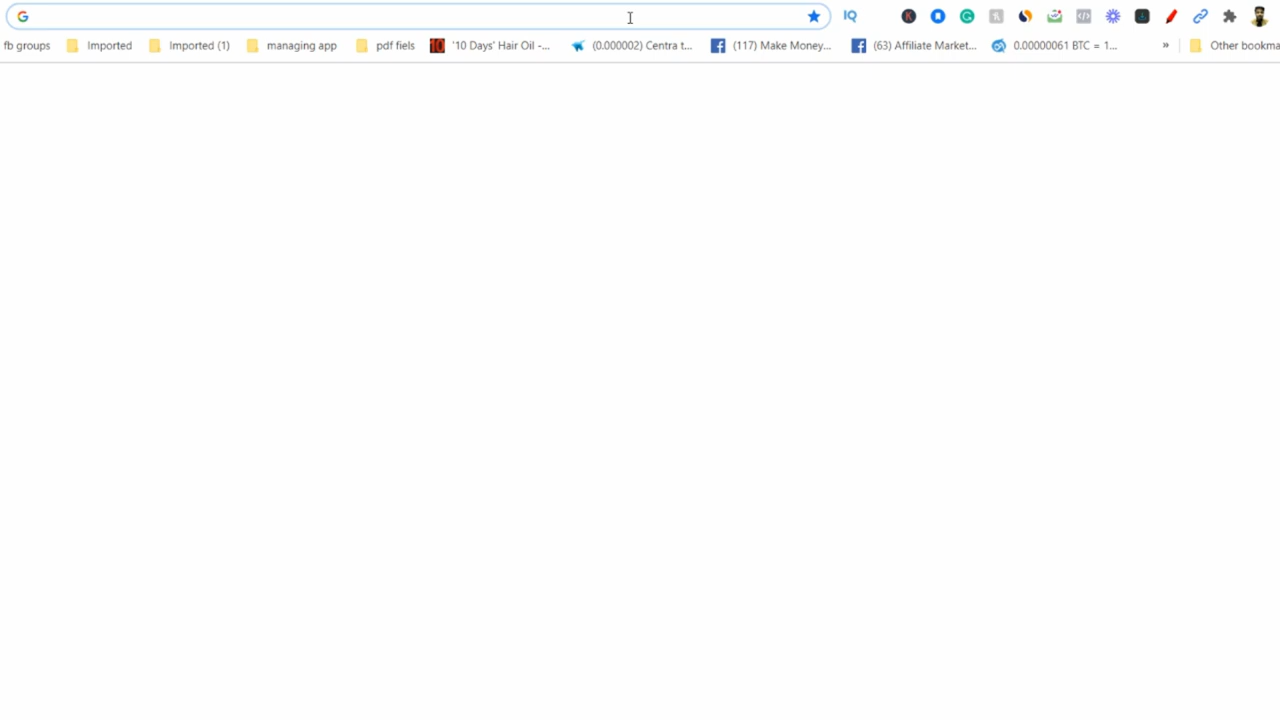 IQ
fb groups Imported Imported (1) managing app pdf fiels '10 Days' Hair Oil -... (0.000002) Centra t... (117) Make Money... (63) Affiliate Market... 0.00000061 BTC = 1... » Other bookma